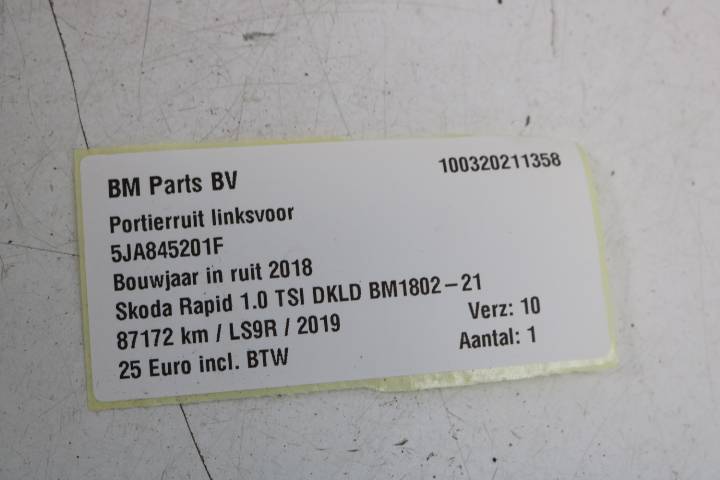 BM Parts BV 100320211358
Portierruit linksvoor
5JA845201F
Bouwjaar in ruit 2018
Skoda Rapid 1.0 TSI DKLD BM1802-21
87172 km / LS9R / 2019 Verz: 10
25 Euro incl. BTW Aantal: 1